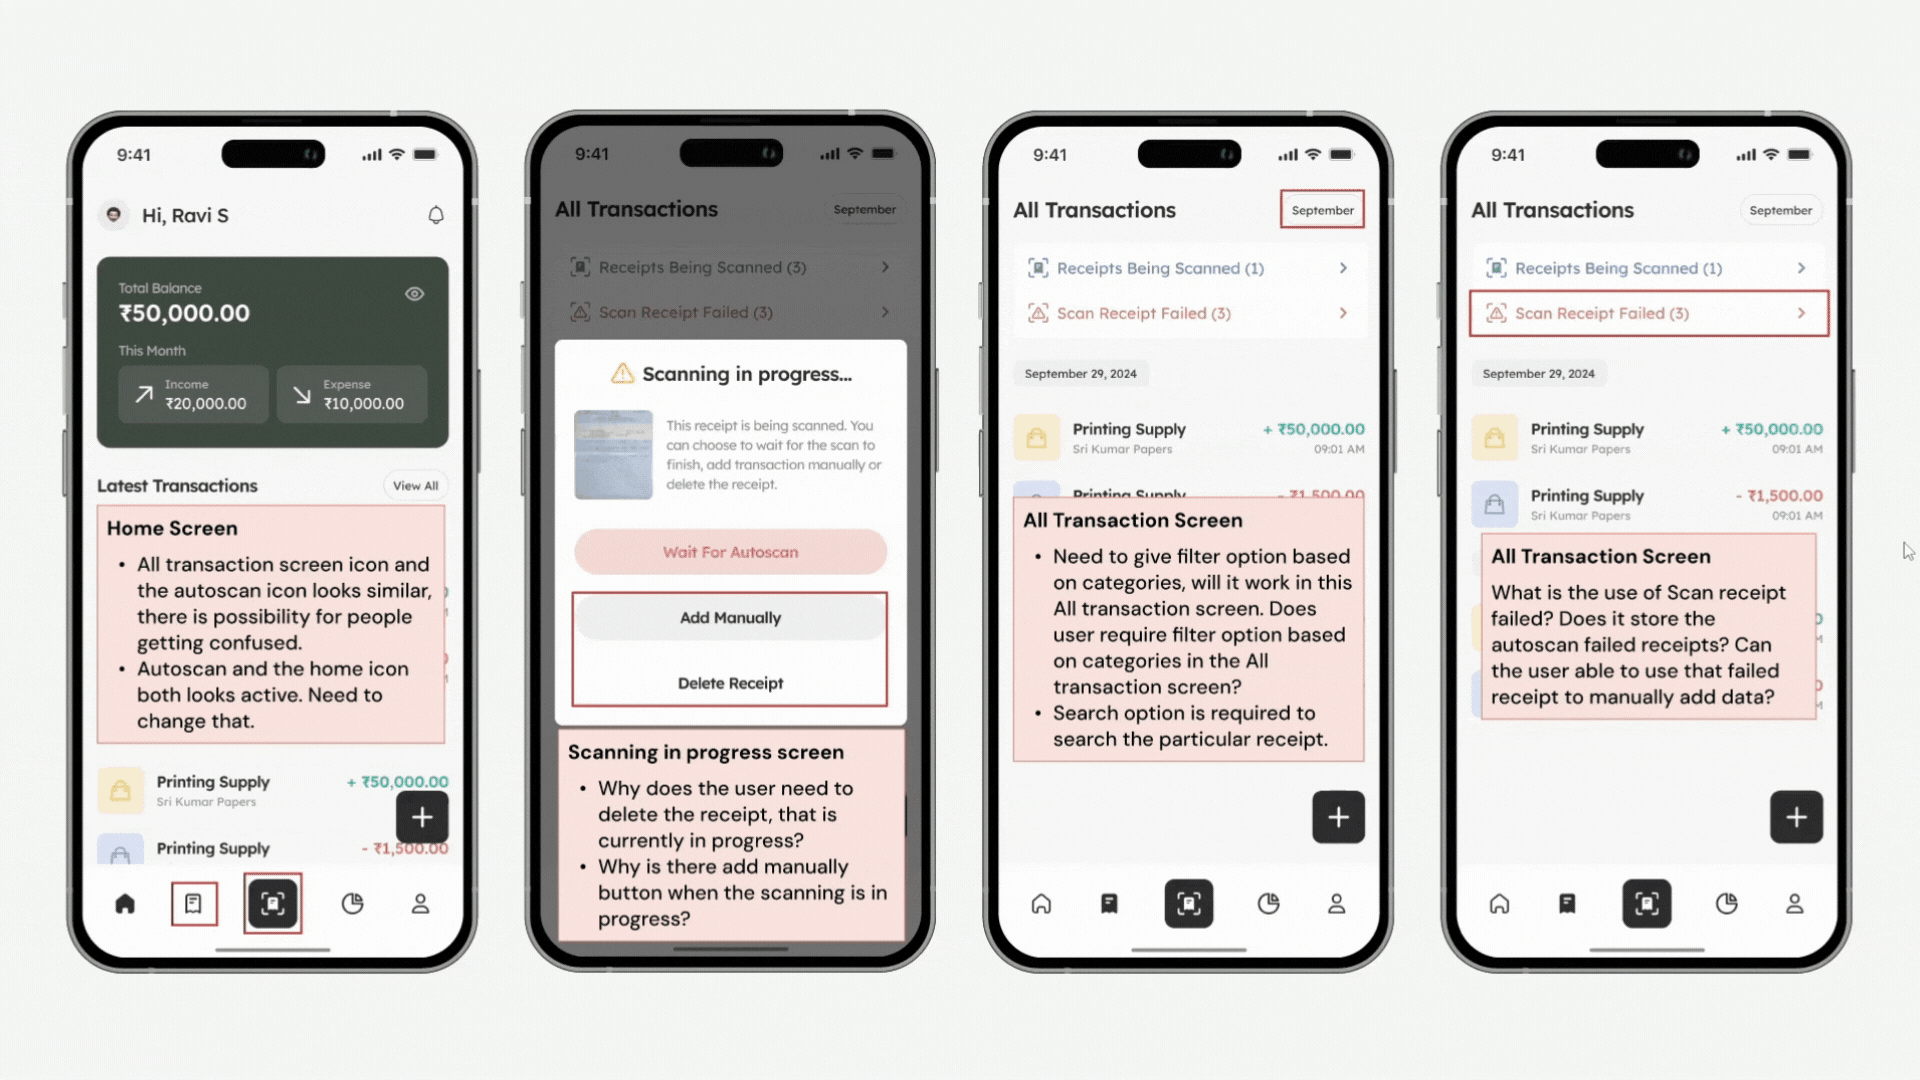 9:41
Hi, Ravi S
Total Balance
₹50,000.00
This Month
Income
₹20,000.00
Expense
₹10,000.00
Latest Transactions
View All
Home Screen
• All transaction screen icon and
the autoscan icon looks similar,
there is possibility for people
getting confused.
• Autoscan and the home icon
both looks active. Need to
change that.
Printing Supply
+ ₹50,000.00
Sri Kumar Papers
Printing Supply
- ₹1,500.00
9:41
All Transactions
September
Receipts Being Scanned (3)
Scan Receipt Failed (3)
Scanning in progress...
This receipt is being scanned. You
can choose to wait for the scan to
finish, add transaction manually or
delete the receipt.
Wait For Autoscan
Add Manually
Delete Receipt
Scanning in progress screen
• Why does the user need to
delete the receipt, that is
currently in progress?
• Why is there add manually
button when the scanning is in
progress?
9:41
All Transactions
September
Receipts Being Scanned (1)
Scan Receipt Failed (3)
September 29, 2024
Printing Supply
+ ₹50,000.00
Sri Kumar Papers
09:01 AM
Printing Supply
- ₹1,500.00
All Transaction Screen
• Need to give filter option based
on categories, will it work in this
All transaction screen. Does
user require filter option based
on categories in the All
transaction screen?
• Search option is required to
search the particular receipt.
9:41
All Transactions
September
Receipts Being Scanned (1)
Scan Receipt Failed (3)
September 29, 2024
Printing Supply
+ ₹50,000.00
Sri Kumar Papers
09:01 AM
Printing Supply
- ₹1,500.00
Sri Kumar Papers
09:01 AM
All Transaction Screen
What is the use of Scan receipt
failed? Does it store the
autoscan failed receipts? Can
the user able to use that failed
receipt to manually add data?